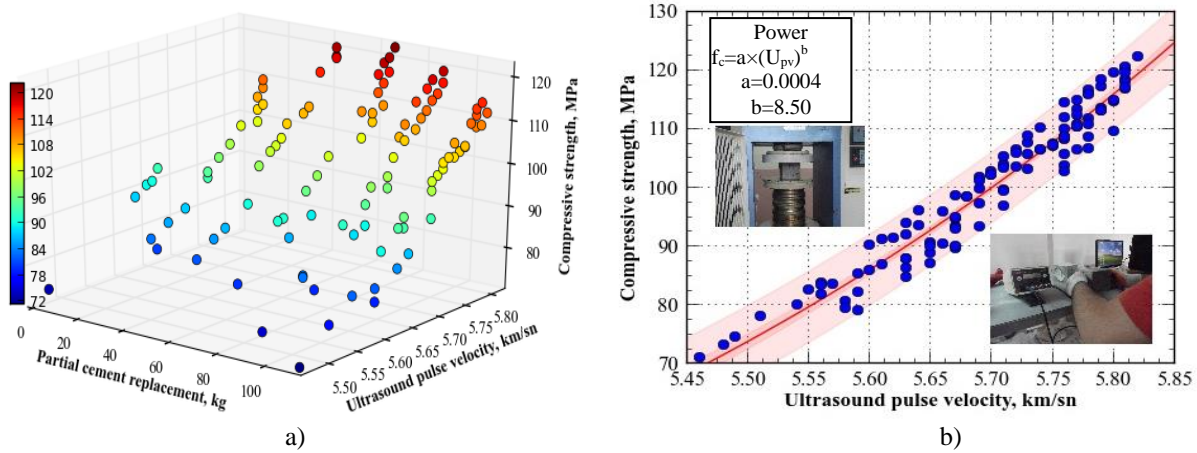 120
114
108
102
96
90
84
78
72
0
20
40
60
80
100
Partial cement replacement, kg
5.50
5.55
5.60
5.65
5.70
5.75
5.80
Ultrasound pulse velocity, km/sn
120
110
100
90
80
Compressive strength, MPa
a)
130
120
110
100
90
80
70
Compressive strength, MPa
Power
f_c=a×(U_pv)^b
a=0.0004
b=8.50
5.45 5.50 5.55 5.60 5.65 5.70 5.75 5.80 5.85
Ultrasound pulse velocity, km/sn
b)